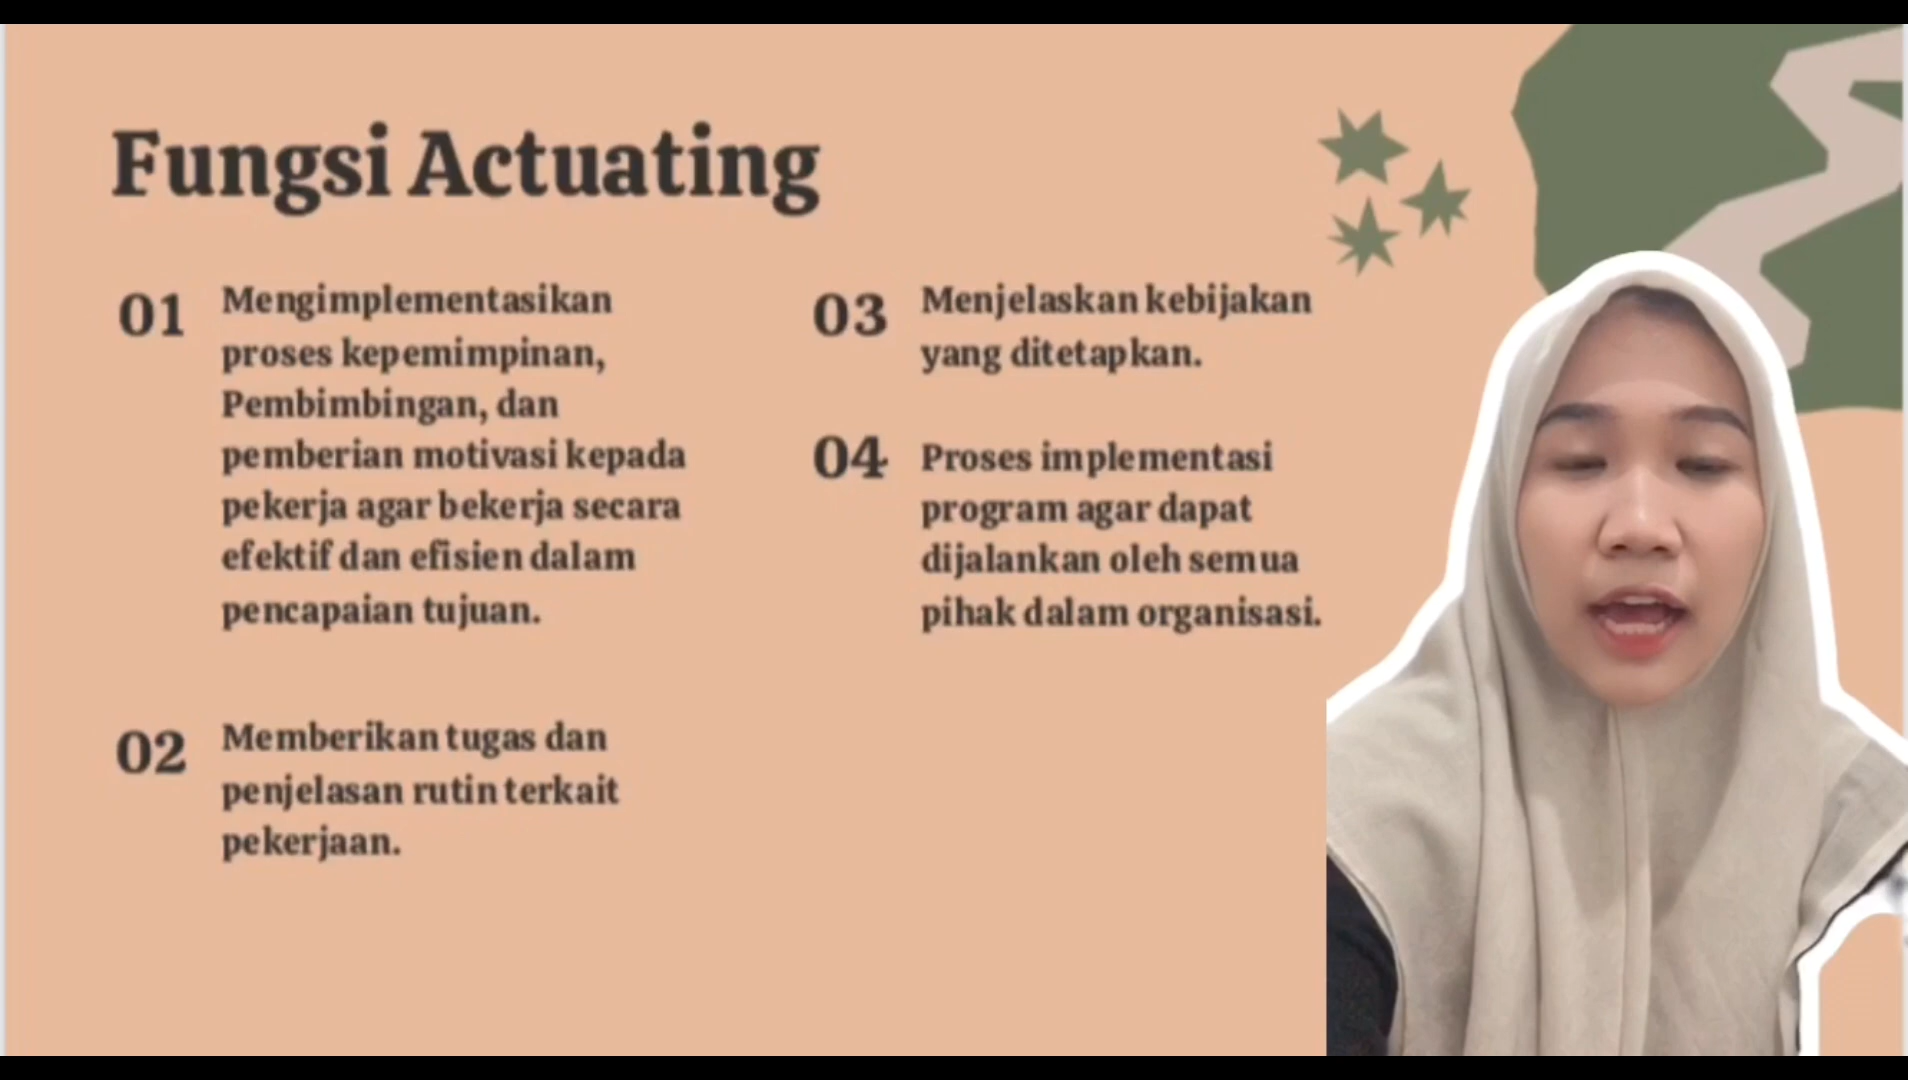 Fungsi Actuating
01
Mengimplementasikan
proses kepemimpinan,
Pembimbingan, dan
pemberian motivasi kepada
pekerja agar bekerja secara
efektif dan efisien dalam
pencapaian tujuan.
02
Memberikan tugas dan
penjelasan rutin terkait
pekerjaan.
03
Menjelaskan kebijakan
yang ditetapkan.
04
Proses implementasi
program agar dapat
dijalankan oleh semua
pihak dalam organisasi.